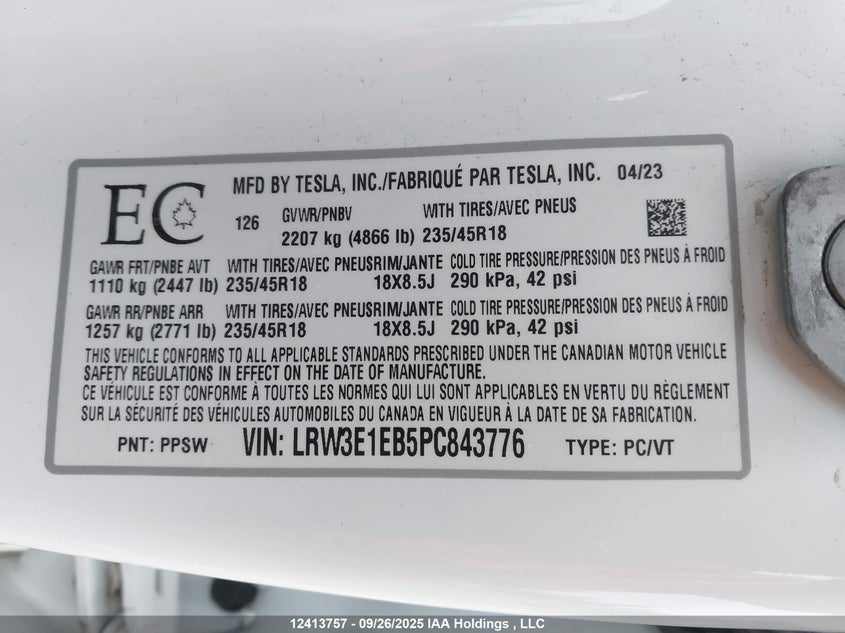 EC
MFD BY TESLA, INC./FABRIQUÉ PAR TESLA, INC. 04/23
126 GVWR/PNBV WITH TIRES/AVEC PNEUS
2207 kg (4866 lb) 235/45R18
GAWR FRT/PNBE AVT WITH TIRES/AVEC PNEUS RIM/JANTE COLD TIRE PRESSURE/PRESSION DES PNEUS À FROID
1110 kg (2447 lb) 235/45R18 18X8.5J 290 kPa, 42 psi
GAWR RR/PNBE ARR WITH TIRES/AVEC PNEUS RIM/JANTE COLD TIRE PRESSURE/PRESSION DES PNEUS À FROID
1257 kg (2771 lb) 235/45R18 18X8.5J 290 kPa, 42 psi
THIS VEHICLE CONFORMS TO ALL APPLICABLE STANDARDS PRESCRIBED UNDER THE CANADIAN MOTOR VEHICLE
SAFETY REGULATIONS IN EFFECT ON THE DATE OF MANUFACTURE.
CE VÉHICULE EST CONFORME À TOUTES LES NORMES QUI LUI SONT APPLICABLES EN VERTU DU RÈGLEMENT
SUR LA SÉCURITÉ DES VÉHICULES AUTOMOBILES DU CANADA EN VIGUEUR À LA DATE DE SA FABRICATION.
PNT: PPSW VIN: LRW3E1EB5PC843776 TYPE: PC/VT
12413757 - 09/26/2025 IAA Holdings , LLC